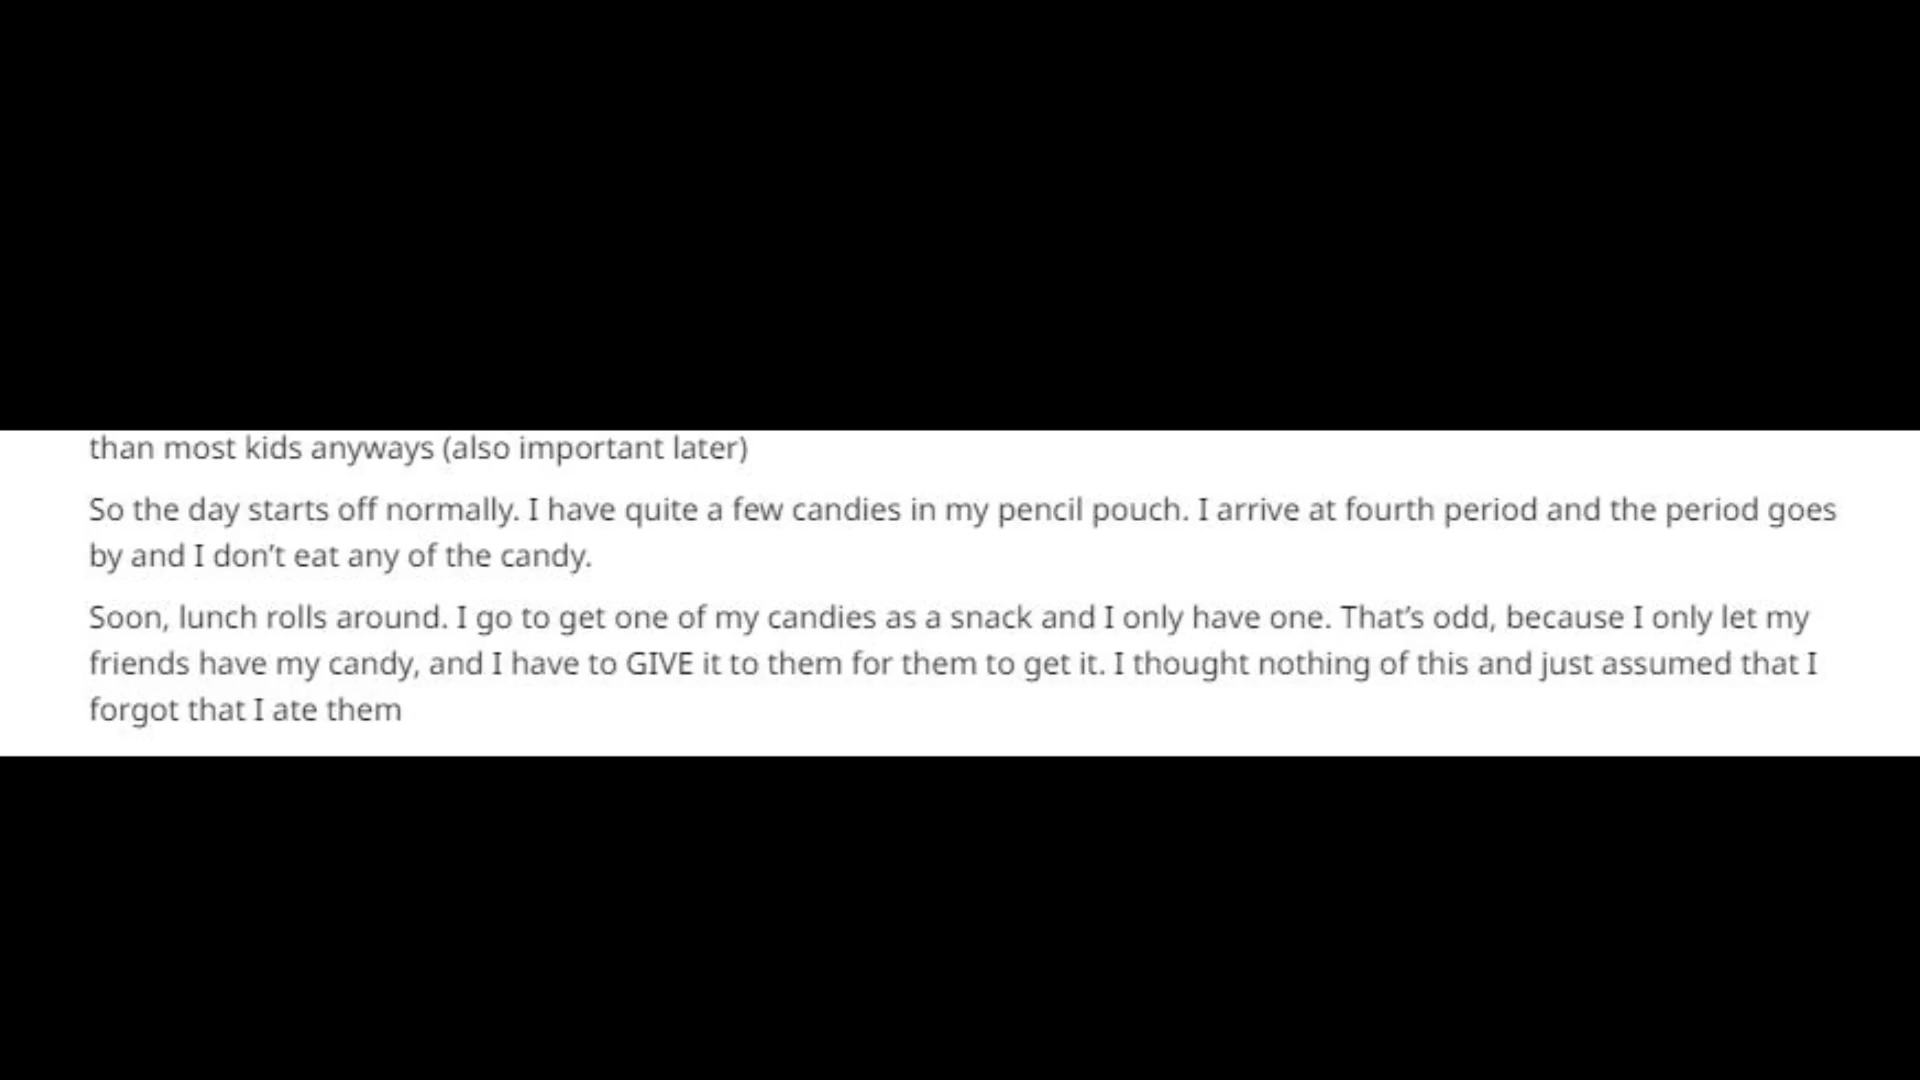 than most kids anyways (also important later)
So the day starts off normally. I have quite a few candies in my pencil pouch. I arrive at fourth period and the period goes
by and I don’t eat any of the candy.
Soon, lunch rolls around. I go to get one of my candies as a snack and I only have one. That’s odd, because I only let my
friends have my candy, and I have to GIVE it to them for them to get it. I thought nothing of this and just assumed that I
forgot that I ate them